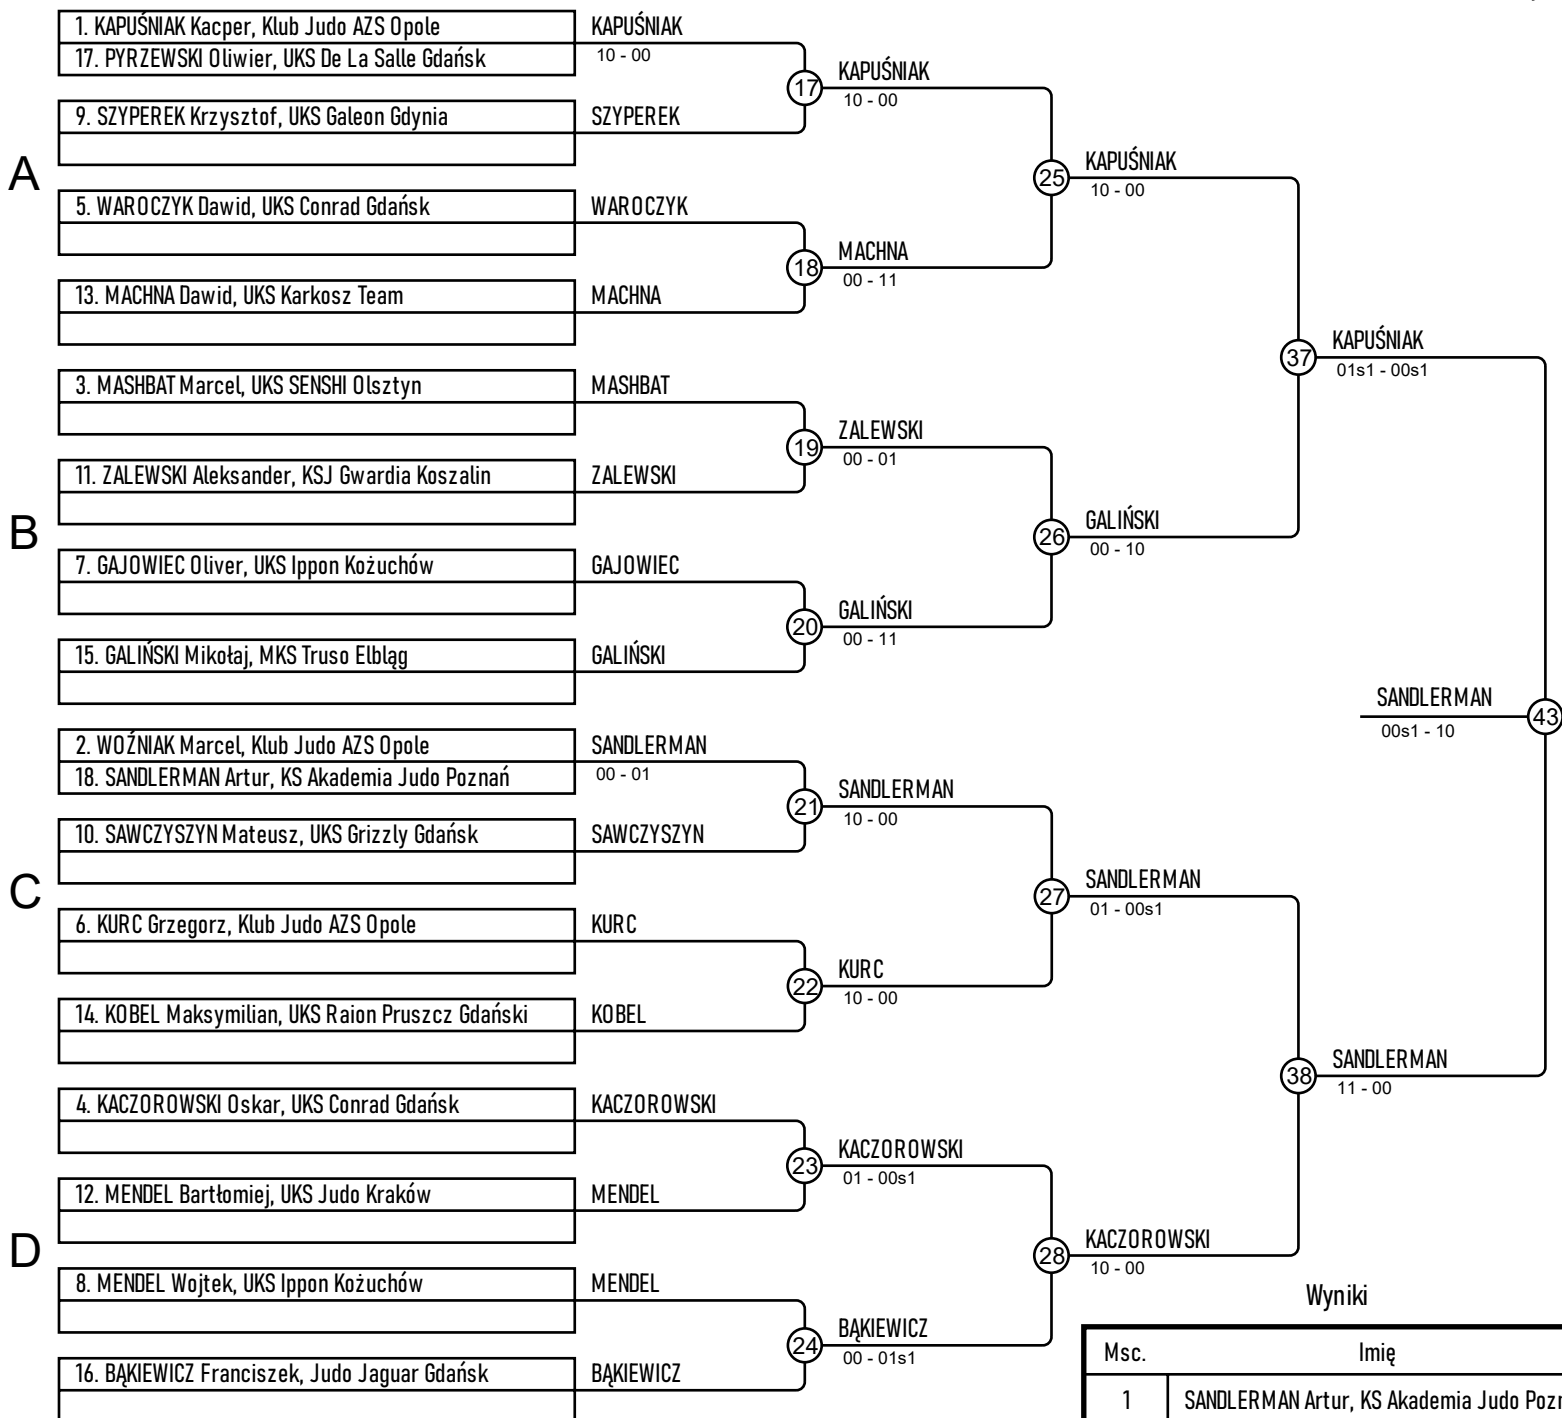 1. KAPUŚNIAK Kacper, Klub Judo AZS Opole
17. PYRZEWSKI Oliwier, UKS De La Salle Gdańsk
KAPUŚNIAK
10 - 00
9. SZYPEREK Krzysztof, UKS Galeon Gdynia
SZYPEREK
17
KAPUŚNIAK
10 - 00
A
5. WAROCZYK Dawid, UKS Conrad Gdańsk
WAROCZYK
13. MACHNA Dawid, UKS Karkosz Team
MACHNA
18
MACHNA
00 - 11
25
KAPUŚNIAK
10 - 00
3. MASHBAT Marcel, UKS SENSHI Olsztyn
MASHBAT
11. ZALEWSKI Aleksander, KSJ Gwardia Koszalin
ZALEWSKI
19
ZALEWSKI
00 - 01
B
7. GAJOWIEC Oliver, UKS Ippon Kożuchów
GAJOWIEC
15. GALIŃSKI Mikołaj, MKS Truso Elbląg
GALIŃSKI
20
GALIŃSKI
00 - 11
26
GALIŃSKI
00 - 10
37
KAPUŚNIAK
01s1 - 00s1
2. WOŹNIAK Marcel, Klub Judo AZS Opole
18. SANDLERMAN Artur, KS Akademia Judo Poznań
SANDLERMAN
00 - 01
10. SAWCZYSZYN Mateusz, UKS Grizzly Gdańsk
SAWCZYSZYN
21
SANDLERMAN
10 - 00
C
6. KURC Grzegorz, Klub Judo AZS Opole
KURC
14. KOBEL Maksymilian, UKS Raion Pruszcz Gdański
KOBEL
22
KURC
10 - 00
27
SANDLERMAN
01 - 00s1
4. KACZOROWSKI Oskar, UKS Conrad Gdańsk
KACZOROWSKI
12. MENDEL Bartłomiej, UKS Judo Kraków
MENDEL
23
KACZOROWSKI
01 - 00s1
D
8. MENDEL Wojtek, UKS Ippon Kożuchów
MENDEL
16. BĄKIEWICZ Franciszek, Judo Jaguar Gdańsk
BĄKIEWICZ
24
BĄKIEWICZ
00 - 01s1
28
KACZOROWSKI
10 - 00
38
SANDLERMAN
11 - 00
SANDLERMAN
00s1 - 10
43
Wyniki
Msc.
Imię
1
SANDLERMAN Artur, KS Akademia Judo